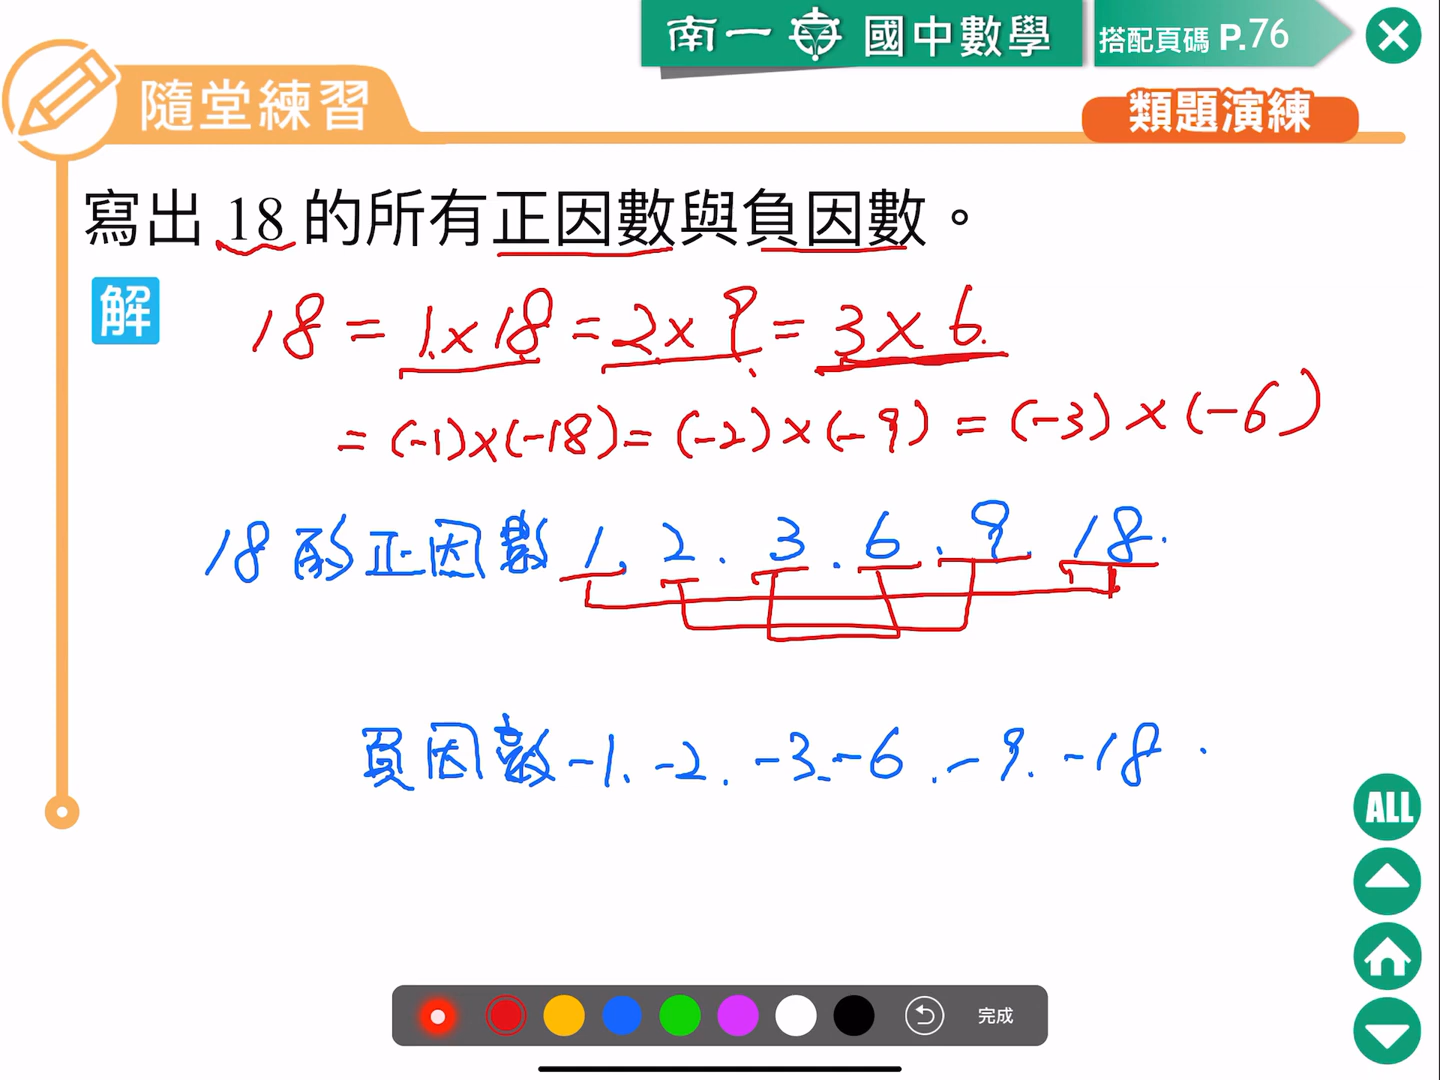 南一 國中數學 搭配頁碼 P.76
隨堂練習
類題演練
寫出 18 的所有正因數與負因數。
解
18 = 1×18 = 2×9 = 3×6
= (-1)×(-18) = (-2)×(-9) = (-3)×(-6)
18的正因數 1、2、3、6、9、18.
負因數 -1、-2、-3、-6、-9、-18.
ALL
完成